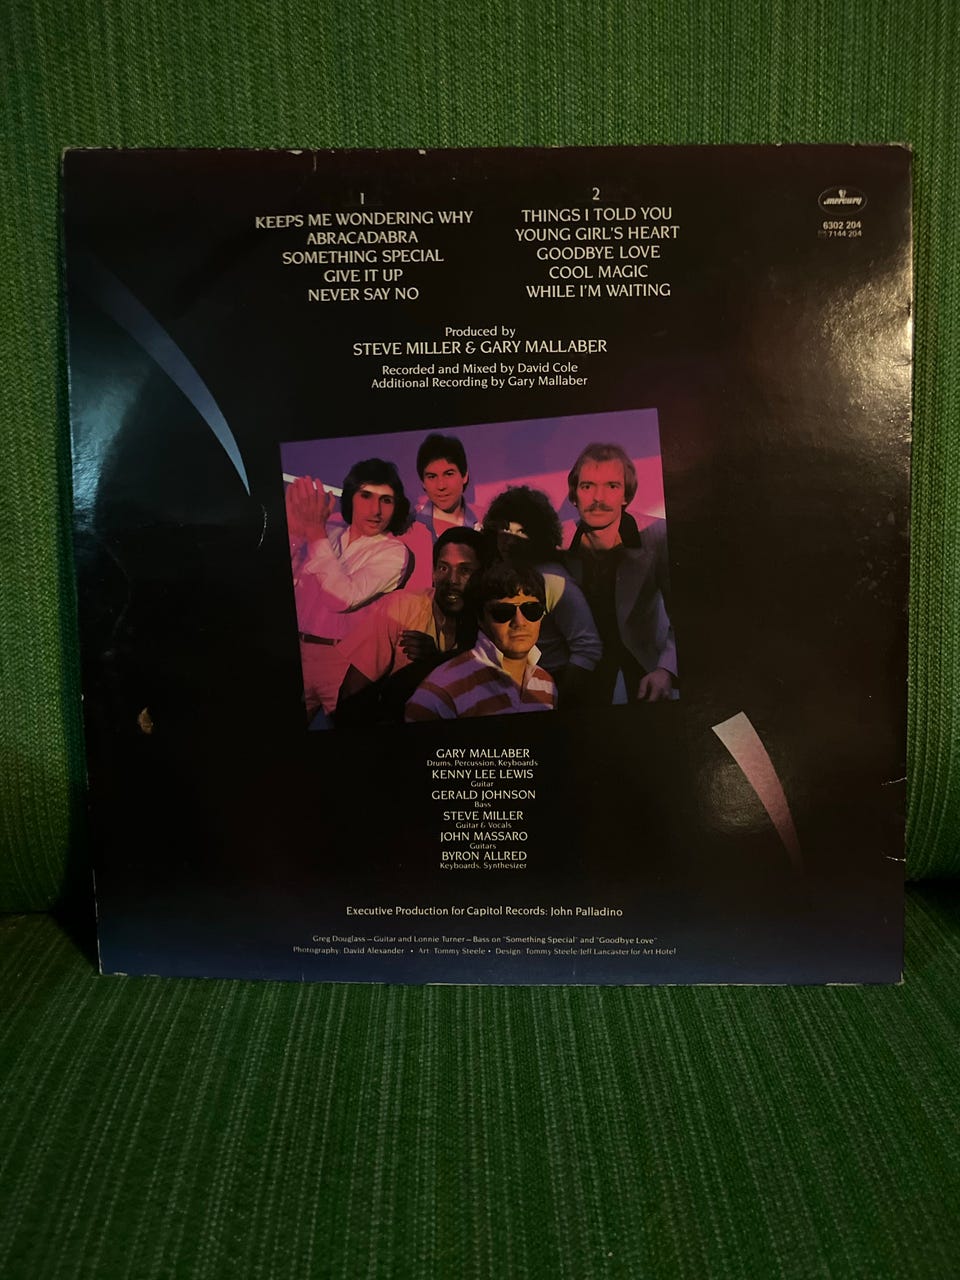 1
KEEPS ME WONDERING WHY
ABRACADABRA
SOMETHING SPECIAL
GIVE IT UP
NEVER SAY NO
2
THINGS I TOLD YOU
YOUNG GIRL'S HEART
GOODBYE LOVE
COOL MAGIC
WHILE I'M WAITING
mercury
6302 204
7144 204
Produced by
STEVE MILLER & GARY MALLABER
Recorded and Mixed by David Cole
Additional Recording by Gary Mallaber
GARY MALLABER
Drums, Percussion, Keyboards
KENNY LEE LEWIS
Guitar
GERALD JOHNSON
Bass
STEVE MILLER
Guitar & Vocals
JOHN MASSARO
Guitars
BYRON ALLRED
Keyboards, Synthesizer
Executive Production for Capitol Records: John Palladino
Greg Douglass – Guitar and Lonnie Turner – Bass on "Something Special" and "Goodbye Love"
Photography: David Alexander • Art: Tommy Steele • Design: Tommy Steele/Jeff Lancaster for Art Hotel